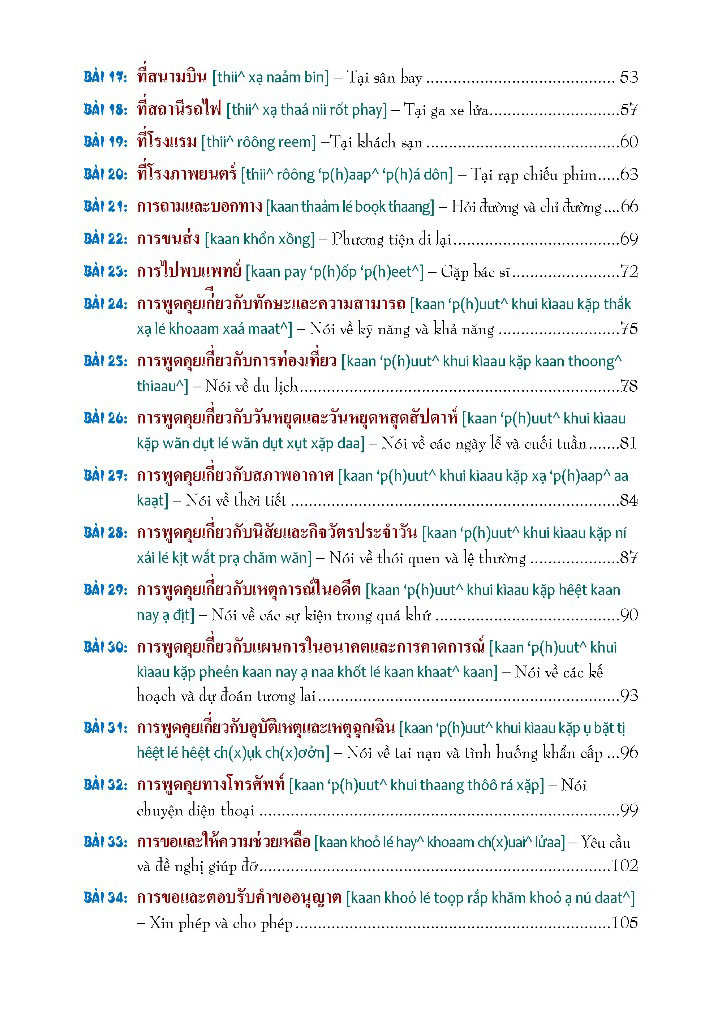 BÀI 17: ที่สนามบิน [thii^ xạ naảm bin] – Tại sân bay .......................................... 53
BÀI 18: ที่สถานีรถไฟ [thii^ xạ thaả nii rốt phay] – Tại ga xe lửa............................. 57
BÀI 19: ที่โรงแรม [thii^ rôông reem] –Tại khách sạn ............................................60
BÀI 20: ที่โรงภาพยนตร์ [thii^ rôông ‘p(h)aap^ ‘p(h)á dôn] – Tại rạp chiếu phim.....63
BÀI 21: การถามและบอกทาง [kaan thaảm lé boọk thaang] – Hỏi đường và chỉ đường ....66
BÀI 22: การขนส่ง [kaan khổn xồng] – Phương tiện đi lại.....................................69
BÀI 23: การไปพบแพทย์ [kaan pay ‘p(h)ốp ‘p(h)eet^] – Gặp bác sĩ........................72
BÀI 24: การพูดคุยเกี่ยวกับทักษะและความสามารถ [kaan ‘p(h)uut^ khui kìaau kặp thắk
xạ lé khoaam xaả maat^] – Nói về kỹ năng và khả năng ...........................75
BÀI 25: การพูดคุยเกี่ยวกับการท่องเที่ยว [kaan ‘p(h)uut^ khui kìaau kặp kaan thoong^
thiaau^] – Nói về du lịch.......................................................................78
BÀI 26: การพูดคุยเกี่ยวกับวันหยุดและวันหยุดหสุดสัปดาห์ [kaan ‘p(h)uut^ khui kìaau
kặp wăn dụt lé wăn dụt xụt xặp daa] – Nói về các ngày lễ và cuối tuần.......81
BÀI 27: การพูดคุยเกี่ยวกับสภาพอากาศ [kaan ‘p(h)uut^ khui kìaau kặp xạ ‘p(h)aap^ aa
kaạt] – Nói về thời tiết ..........................................................................84
BÀI 28: การพูดคุยเกี่ยวกับนิสัยและกิจวัตรประจำวัน [kaan ‘p(h)uut^ khui kìaau kặp ní
xải lé kịt wắt prạ chăm wăn] – Nói về thói quen và lệ thường ....................87
BÀI 29: การพูดคุยเกี่ยวกับเหตุการณ์ในอดีต [kaan ‘p(h)uut^ khui kìaau kặp hêệt kaan
nay ạ địt] – Nói về các sự kiện trong quá khứ .........................................90
BÀI 30: การพูดคุยเกี่ยวกับแผนการในอนาคตและการคาดการณ์ [kaan ‘p(h)uut^ khui
kìaau kặp pheẻn kaan nay ạ naa khốt lé kaan khaat^ kaan] – Nói về các kế
hoạch và dự đoán tương lai....................................................................93
BÀI 31: การพูดคุยเกี่ยวกับอุบัติเหตุและเหตุฉุกเฉิน [kaan ‘p(h)uut^ khui kìaau kặp ụ bặt tị
hêệt lé hêệt ch(x)ụk ch(x)ơởn] – Nói về tai nạn và tình huống khẩn cấp ...96
BÀI 32: การพูดคุยทางโทรศัพท์ [kaan ‘p(h)uut^ khui thaang thôô rá xặp] – Nói
chuyện điện thoại .................................................................................99
BÀI 33: การขอและให้ความช่วยเหลือ [kaan khoỏ lé hay^ khoaam ch(x)uai^ lửaa] – Yêu cầu
và đề nghị giúp đỡ...............................................................................102
BÀI 34: การขอและตอบรับคำขออนุญาต [kaan khoỏ lé toọp rắp khăm khoỏ ạ nú daat^]
– Xin phép và cho phép .......................................................................105